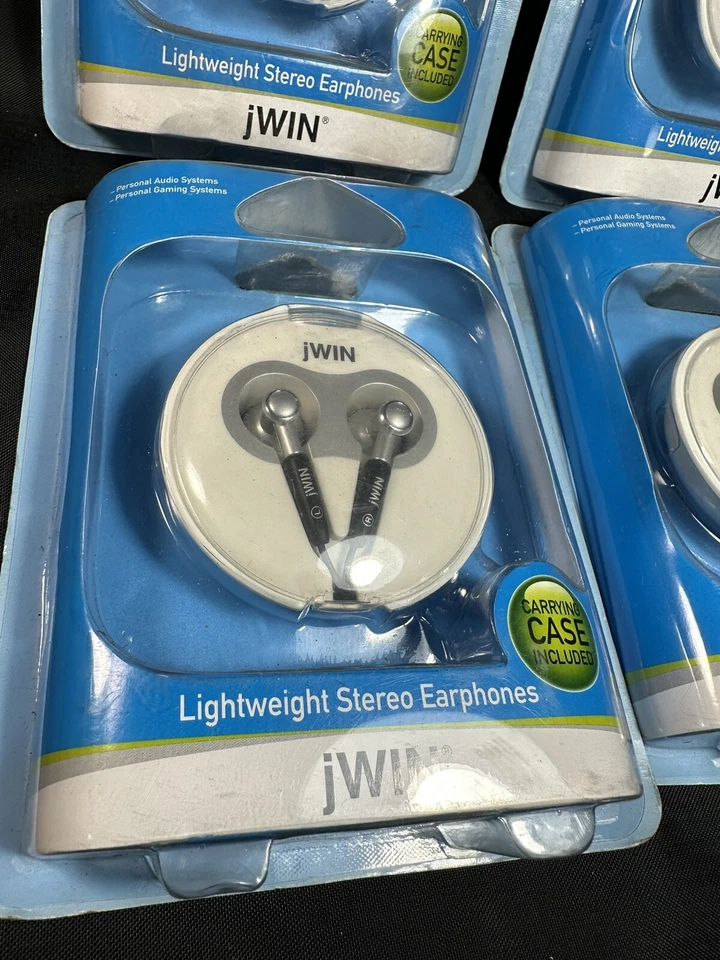 CARRYING
CASE
INCLUDED
Lightweight Stereo Earphones
jWIN®
– Personal Audio Systems
– Personal Gaming Systems
jWIN
jWIN
L
jWIN
R
CARRYING
CASE
INCLUDED
Lightweight Stereo Earphones
jWIN®
– Personal Audio Systems
– Personal Gaming Systems